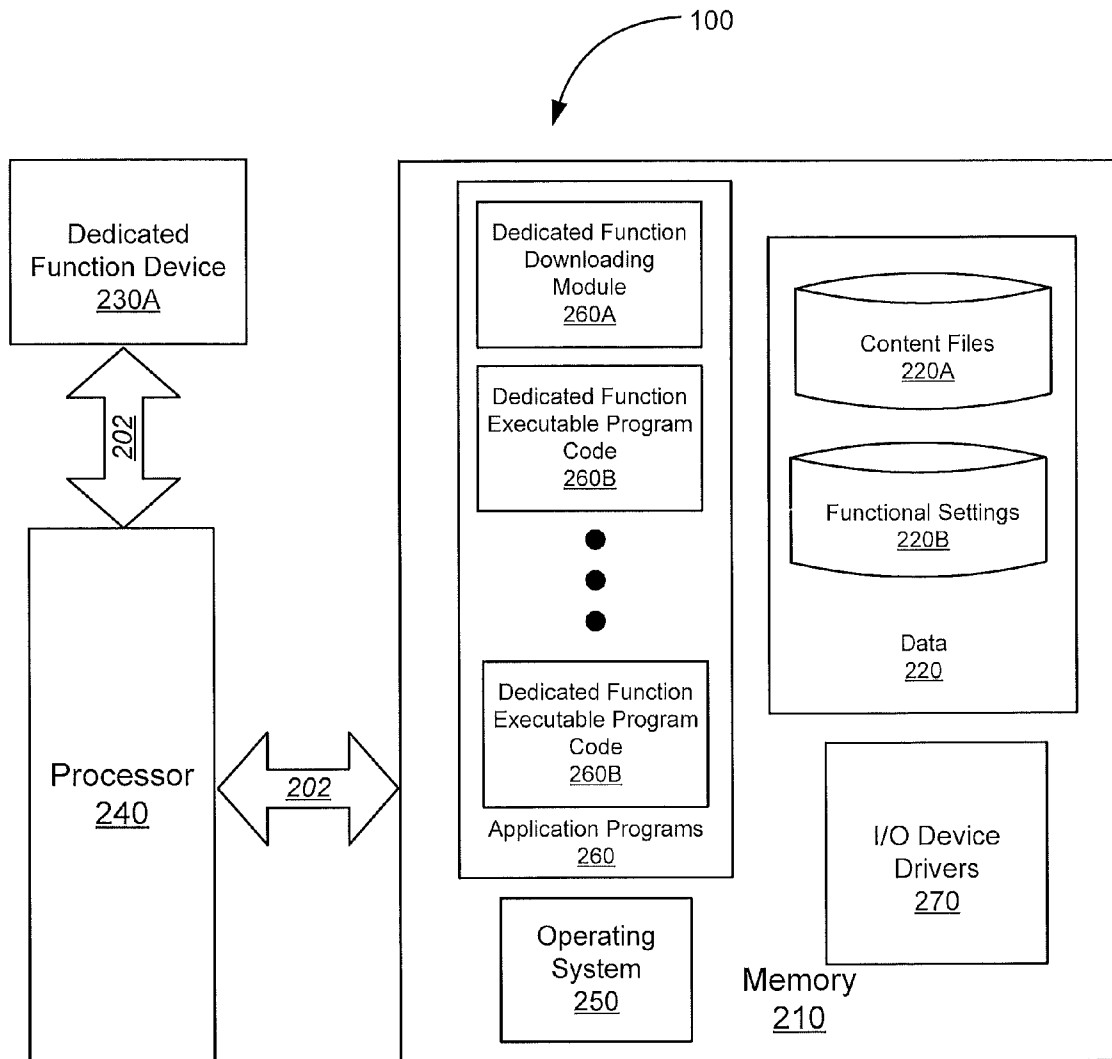 100
Dedicated
Function Device
230A
202
Processor
240
202
Dedicated Function
Downloading
Module
260A
Dedicated Function
Executable Program
Code
260B
Dedicated Function
Executable Program
Code
260B
Application Programs
260
Content Files
220A
Functional Settings
220B
Data
220
Operating
System
250
I/O Device
Drivers
270
Memory
210